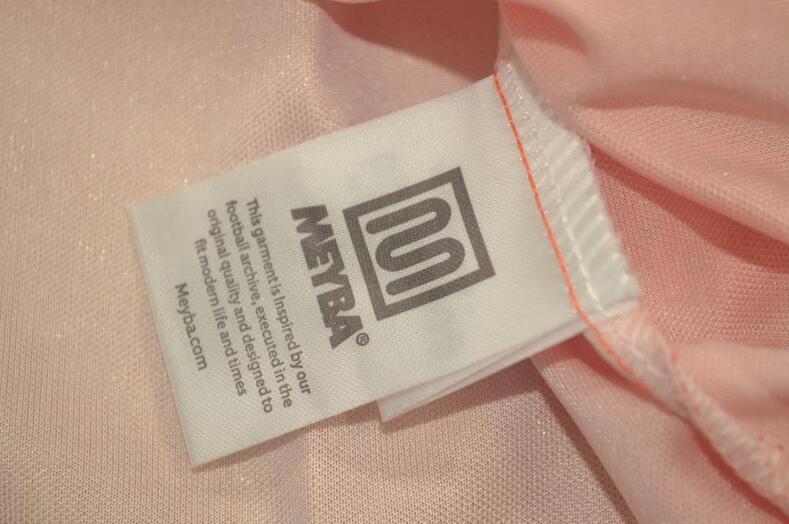 MEYBA®
This garment is Inspired by our
football archive, executed in the
original quality and designed to
fit modern life and times
Meyba.com